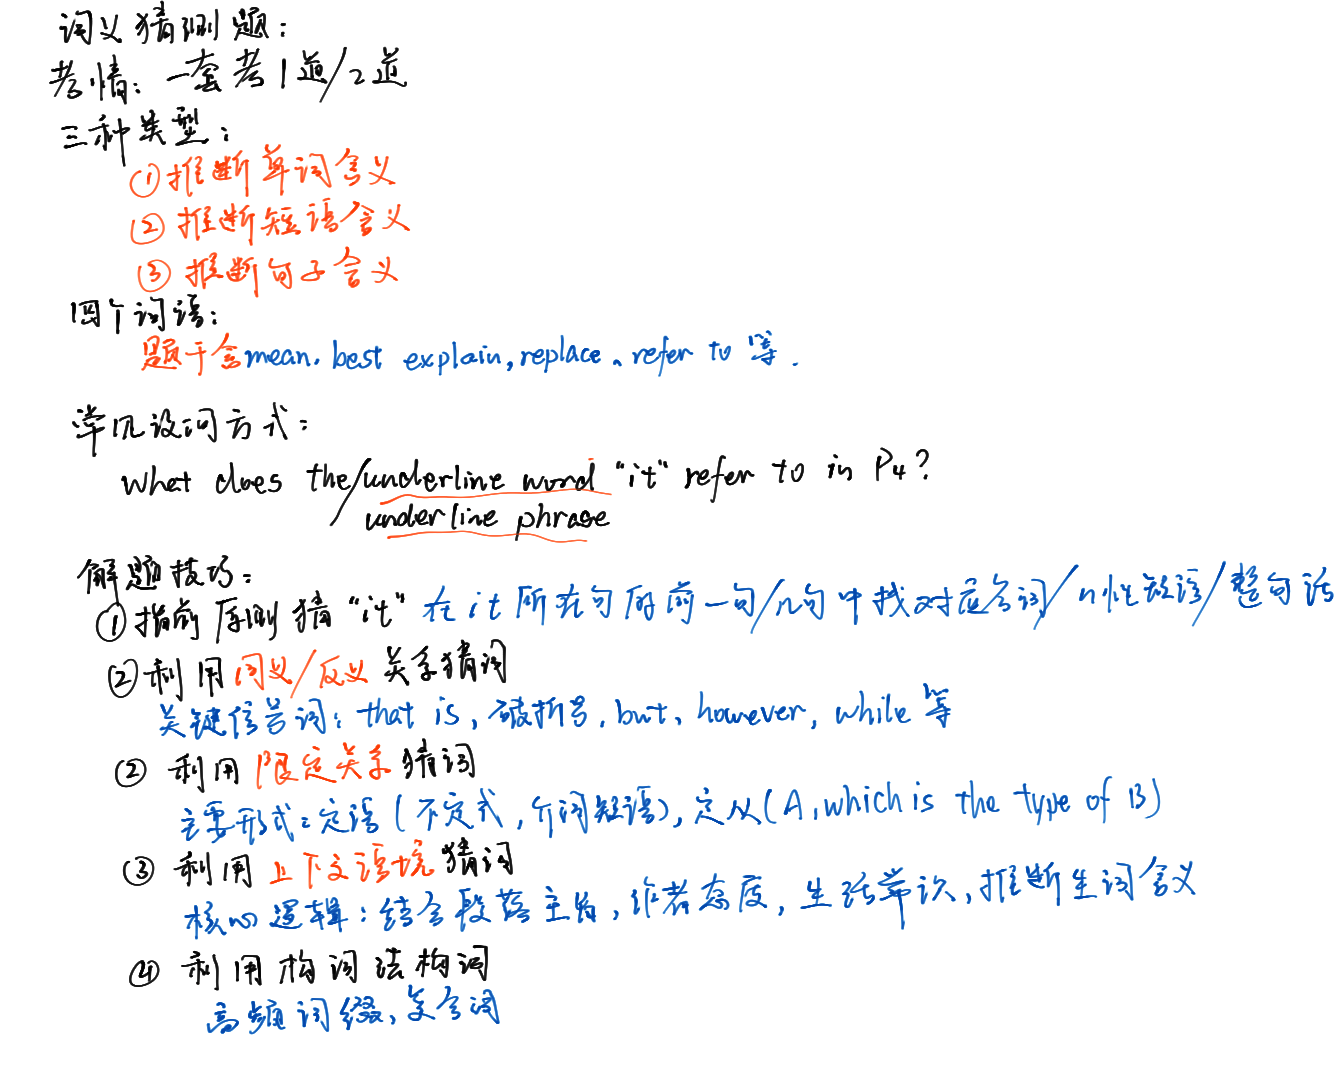 词义猜测题：
考情：一套考1道/2道
三种类型：
①推断单词含义
②推断短语含义
③推断句子含义
四个词语：
题干含mean、best explain, replace、refer to 等．
常见设问方式：
what does the/underline word "it" refer to in P4?
underline phrase
解题技巧：
①指前原则猜"it" 在it所在句的前一句/几句中找对应名词/n性短语/整句话
②利用同义/反义关系猜词
关键信号词：that is, 破折号, but, however, while 等
②利用限定关系猜词
主要形式：定语(不定式, 介词短语), 定从(A, which is the type of B)
③利用上下文语境猜词
核心逻辑：结合段落主旨, 作者态度, 生活常识, 推断生词含义
④利用构词法构词
高频词缀、复合词